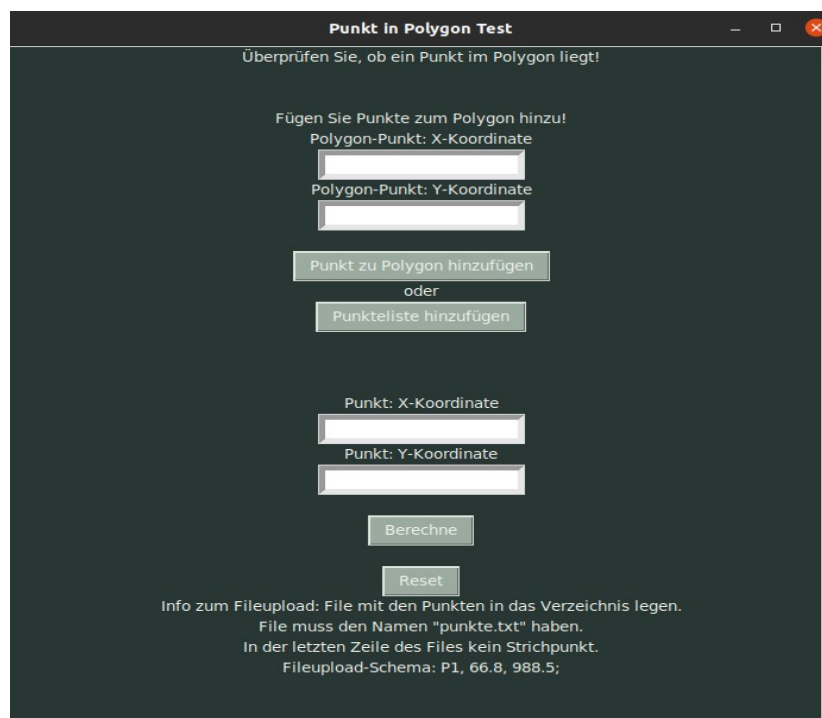 Punkt in Polygon Test
Überprüfen Sie, ob ein Punkt im Polygon liegt!
Fügen Sie Punkte zum Polygon hinzu!
Polygon-Punkt: X-Koordinate
Polygon-Punkt: Y-Koordinate
Punkt zu Polygon hinzufügen
oder
Punkteliste hinzufügen
Punkt: X-Koordinate
Punkt: Y-Koordinate
Berechne
Reset
Info zum Fileupload: File mit den Punkten in das Verzeichnis legen.
File muss den Namen "punkte.txt" haben.
In der letzten Zeile des Files kein Strichpunkt.
Fileupload-Schema: P1, 66.8, 988.5;